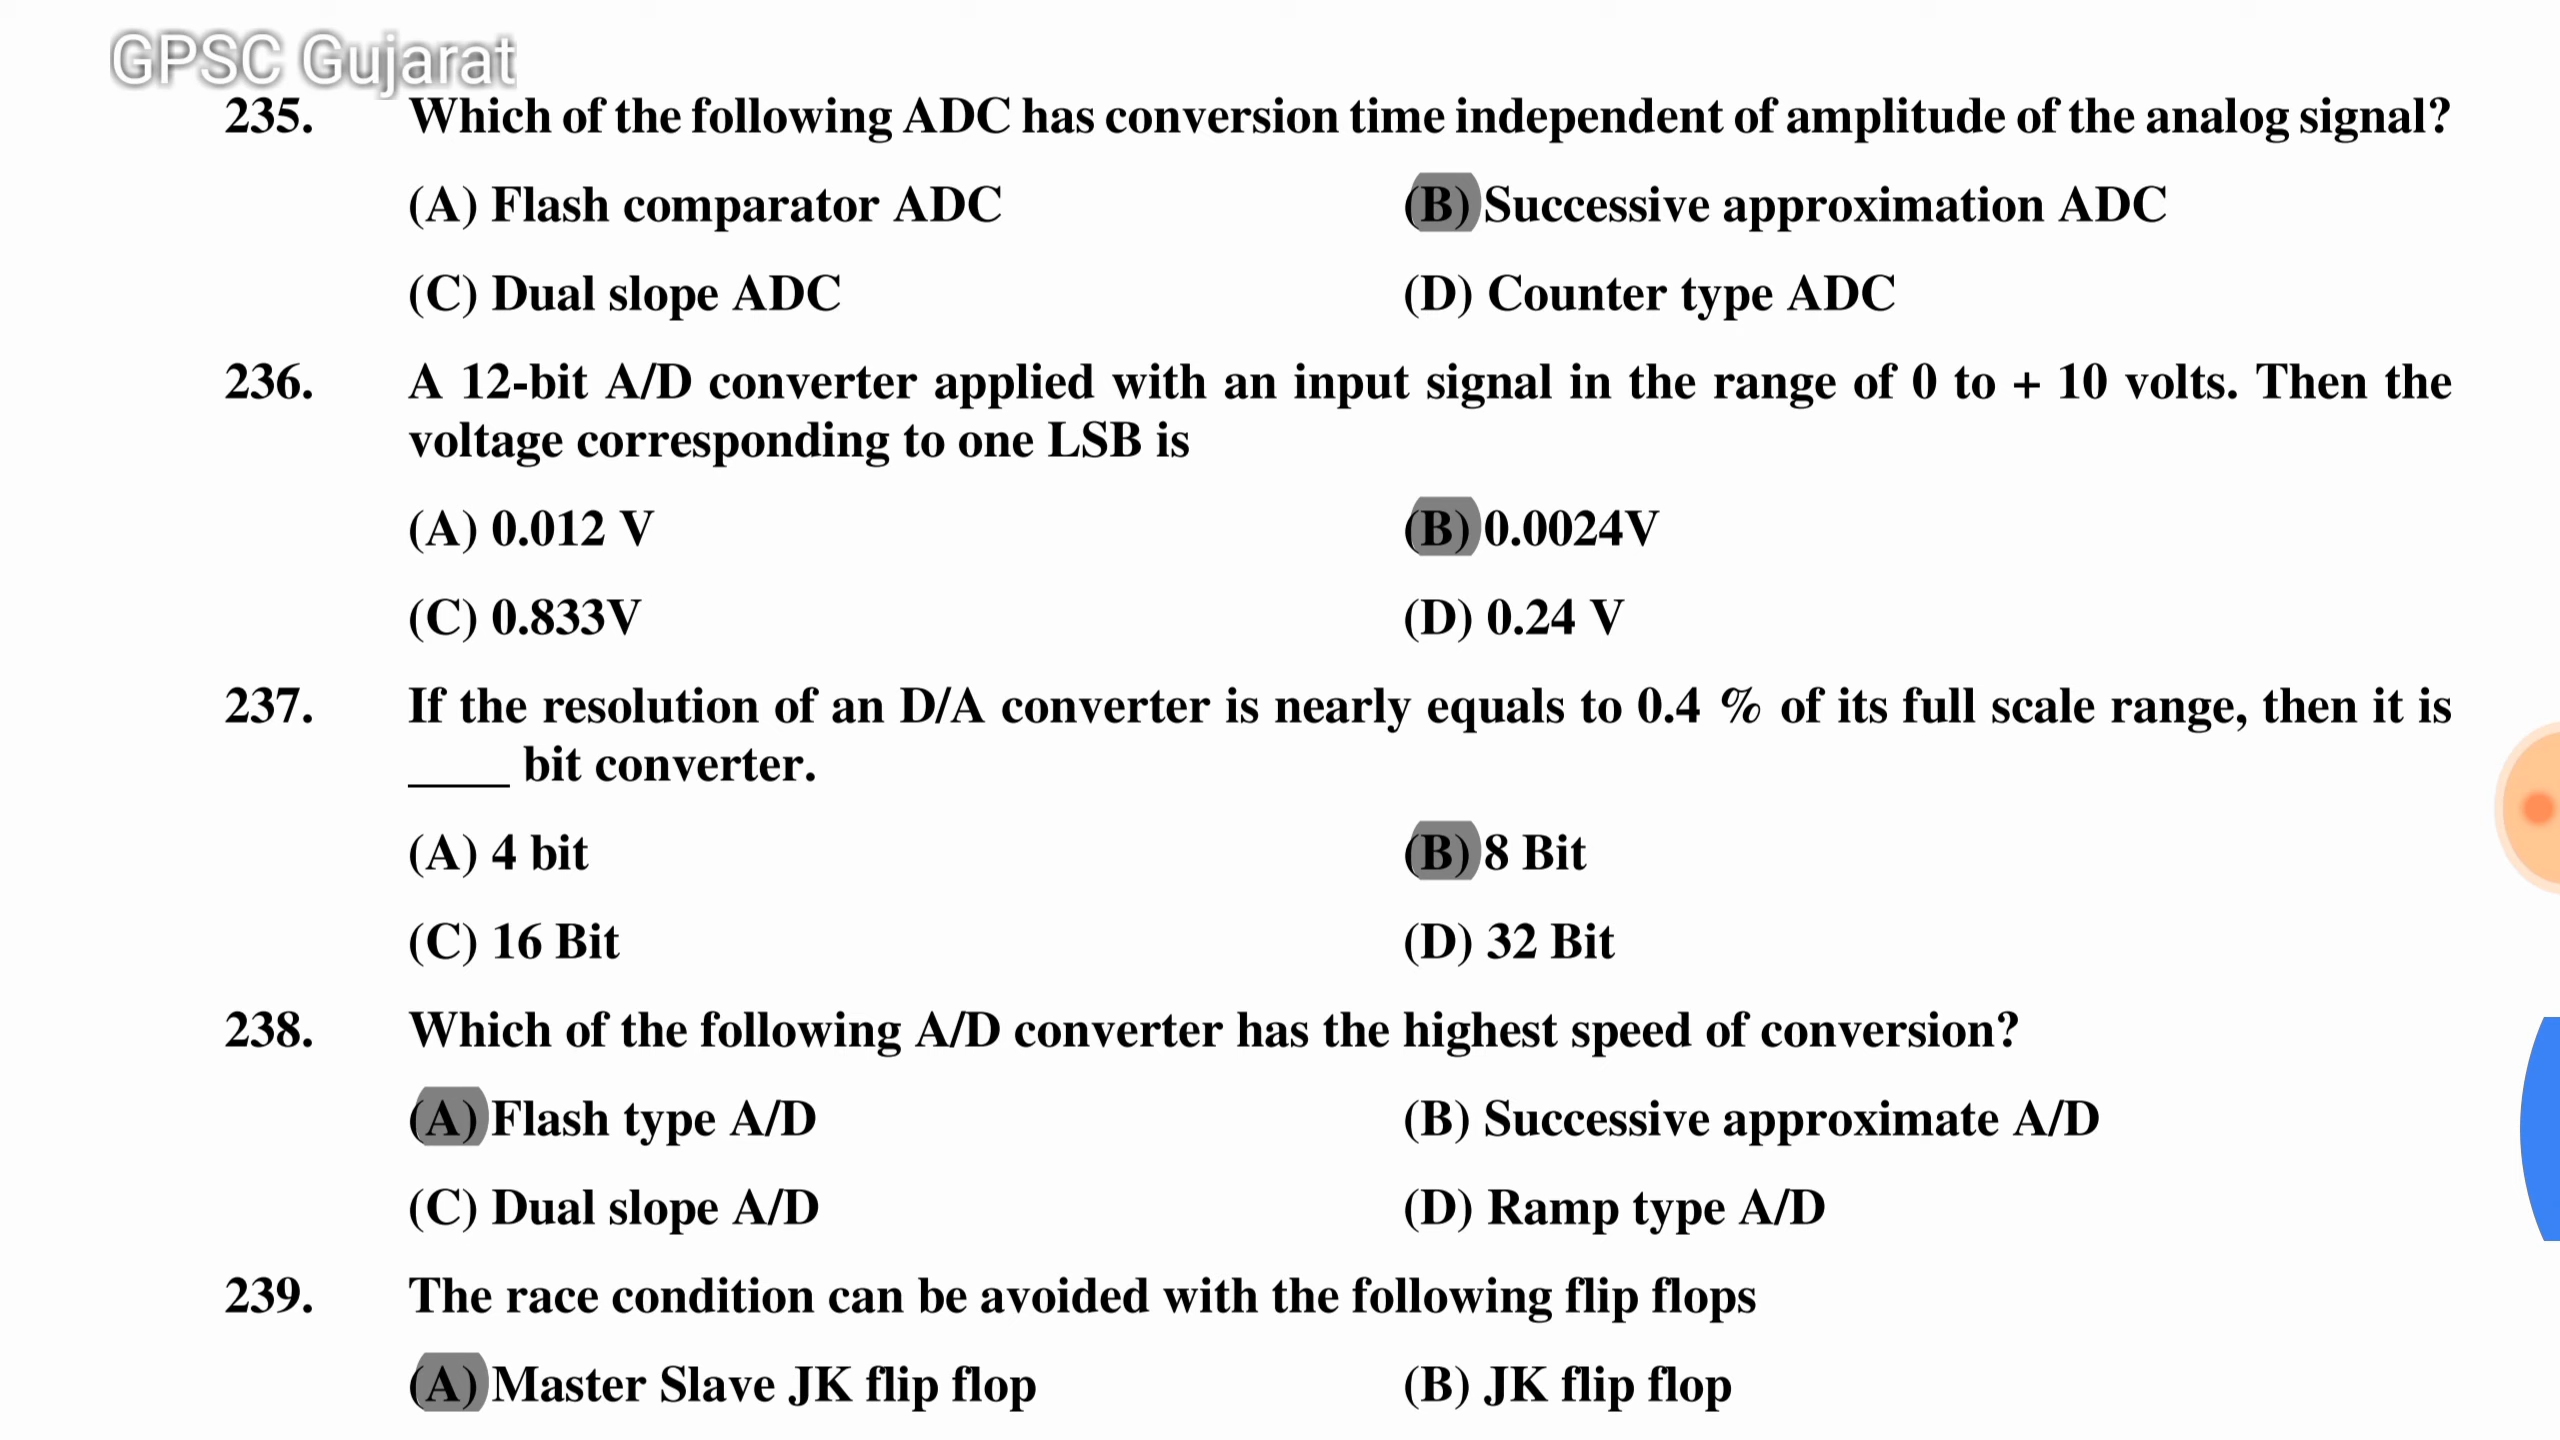 GPSC Gujarat
235. Which of the following ADC has conversion time independent of amplitude of the analog signal?
(A) Flash comparator ADC (B) Successive approximation ADC
(C) Dual slope ADC (D) Counter type ADC
236. A 12-bit A/D converter applied with an input signal in the range of 0 to + 10 volts. Then the
voltage corresponding to one LSB is
(A) 0.012 V (B) 0.0024V
(C) 0.833V (D) 0.24 V
237. If the resolution of an D/A converter is nearly equals to 0.4 % of its full scale range, then it is
_____ bit converter.
(A) 4 bit (B) 8 Bit
(C) 16 Bit (D) 32 Bit
238. Which of the following A/D converter has the highest speed of conversion?
(A) Flash type A/D (B) Successive approximate A/D
(C) Dual slope A/D (D) Ramp type A/D
239. The race condition can be avoided with the following flip flops
(A) Master Slave JK flip flop (B) JK flip flop